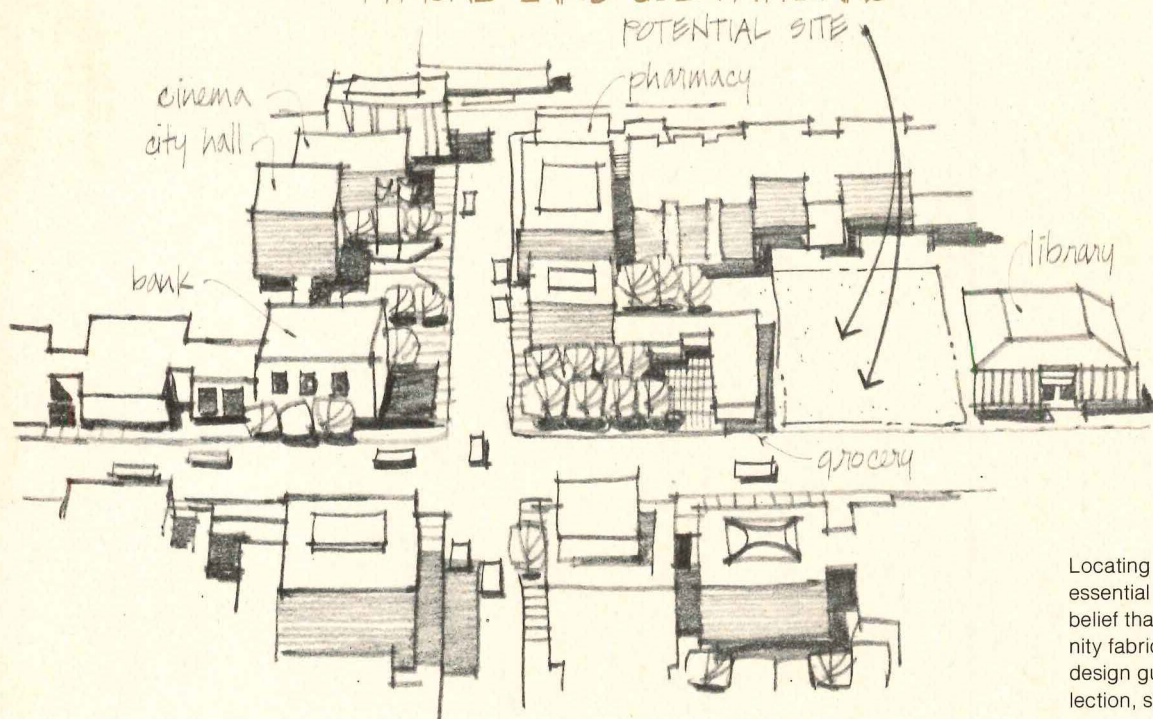 POTENTIAL SITE
cinema
pharmacy
city hall
library
bank
grocery
Locating
essential
belief tha
nity fabric
design gu
lection, s